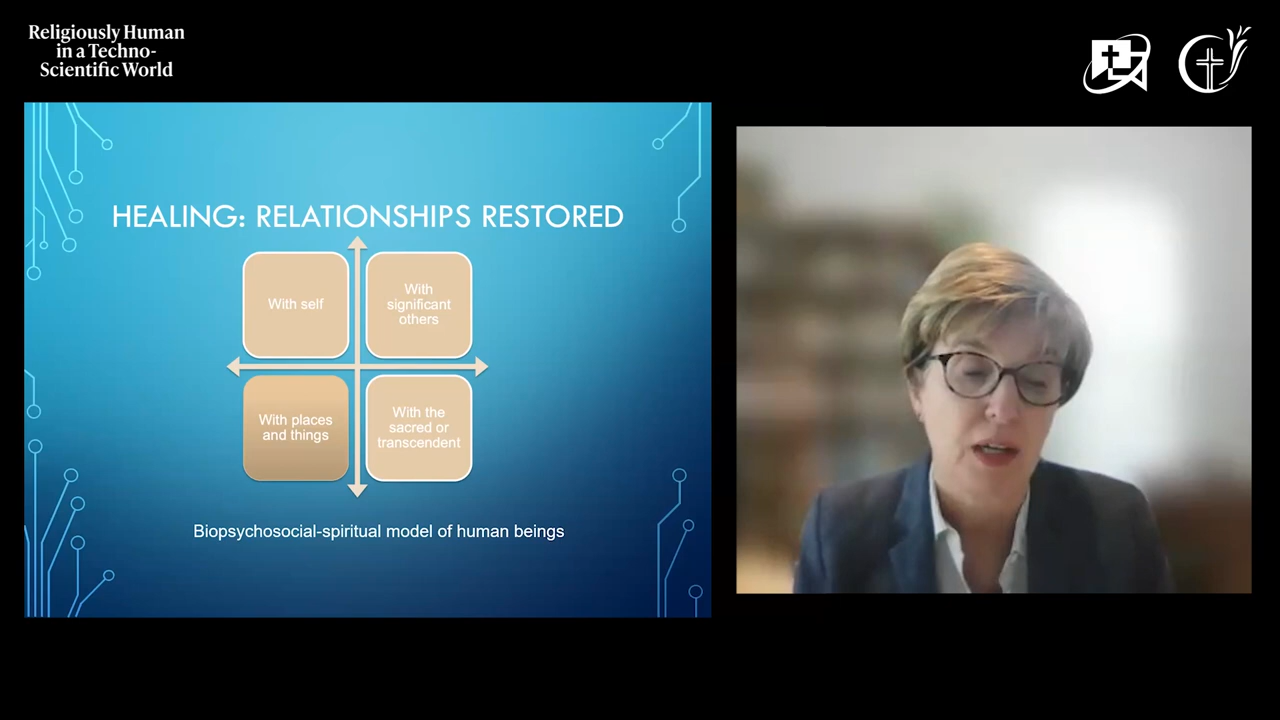 Religiously Human
in a Techno-
Scientific World
HEALING: RELATIONSHIPS RESTORED
With self
With
significant
others
With places
and things
With the
sacred or
transcendent
Biopsychosocial-spiritual model of human beings